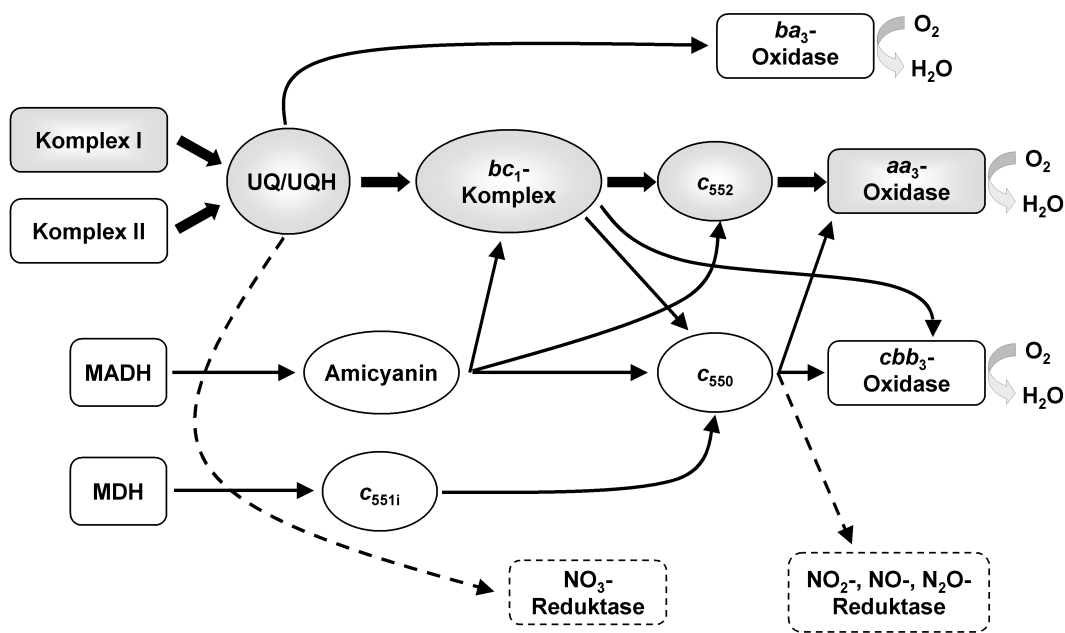 ba₃-
Oxidase
O₂
H₂O
Komplex I
Komplex II
UQ/UQH
bc₁-
Komplex
c₅₅₂
aa₃-
Oxidase
O₂
H₂O
MADH
Amicyanin
c₅₅₀
cbb₃-
Oxidase
O₂
H₂O
MDH
c₅₅₁ᵢ
NO₃-
Reduktase
NO₂-, NO-, N₂O-
Reduktase